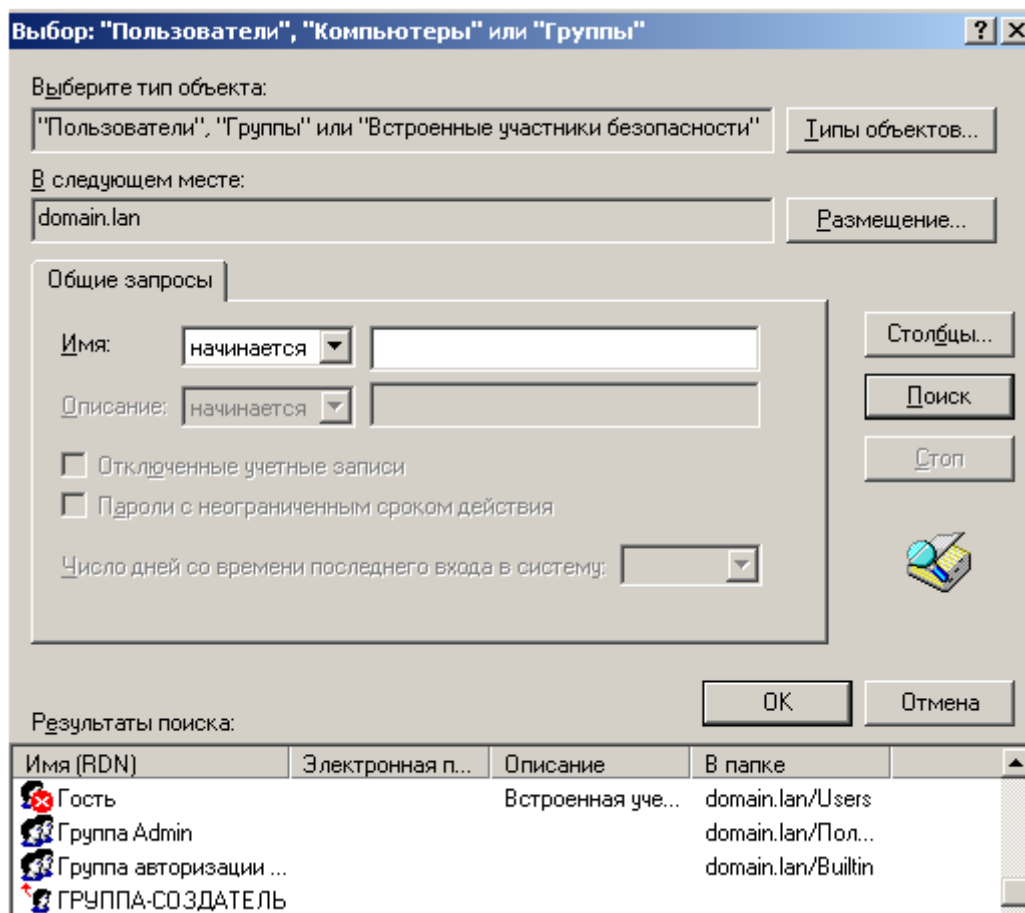 Выбор: "Пользователи", "Компьютеры" или "Группы"
Выберите тип объекта:
"Пользователи", "Группы" или "Встроенные участники безопасности"
Типы объектов...
В следующем месте:
domain.lan
Размещение...
Общие запросы
Имя:
начинается
Столбцы...
Описание:
начинается
Поиск
Отключенные учетные записи
Стоп
Пароли с неограниченным сроком действия
Число дней со времени последнего входа в систему:
OK
Отмена
Результаты поиска:
Имя (RDN) Электронная п... Описание В папке
Гость Встроенная уче... domain.lan/Users
Группа Admin domain.lan/Пол...
Группа авторизации ... domain.lan/Builtin
ГРУППА-СОЗДАТЕЛЬ